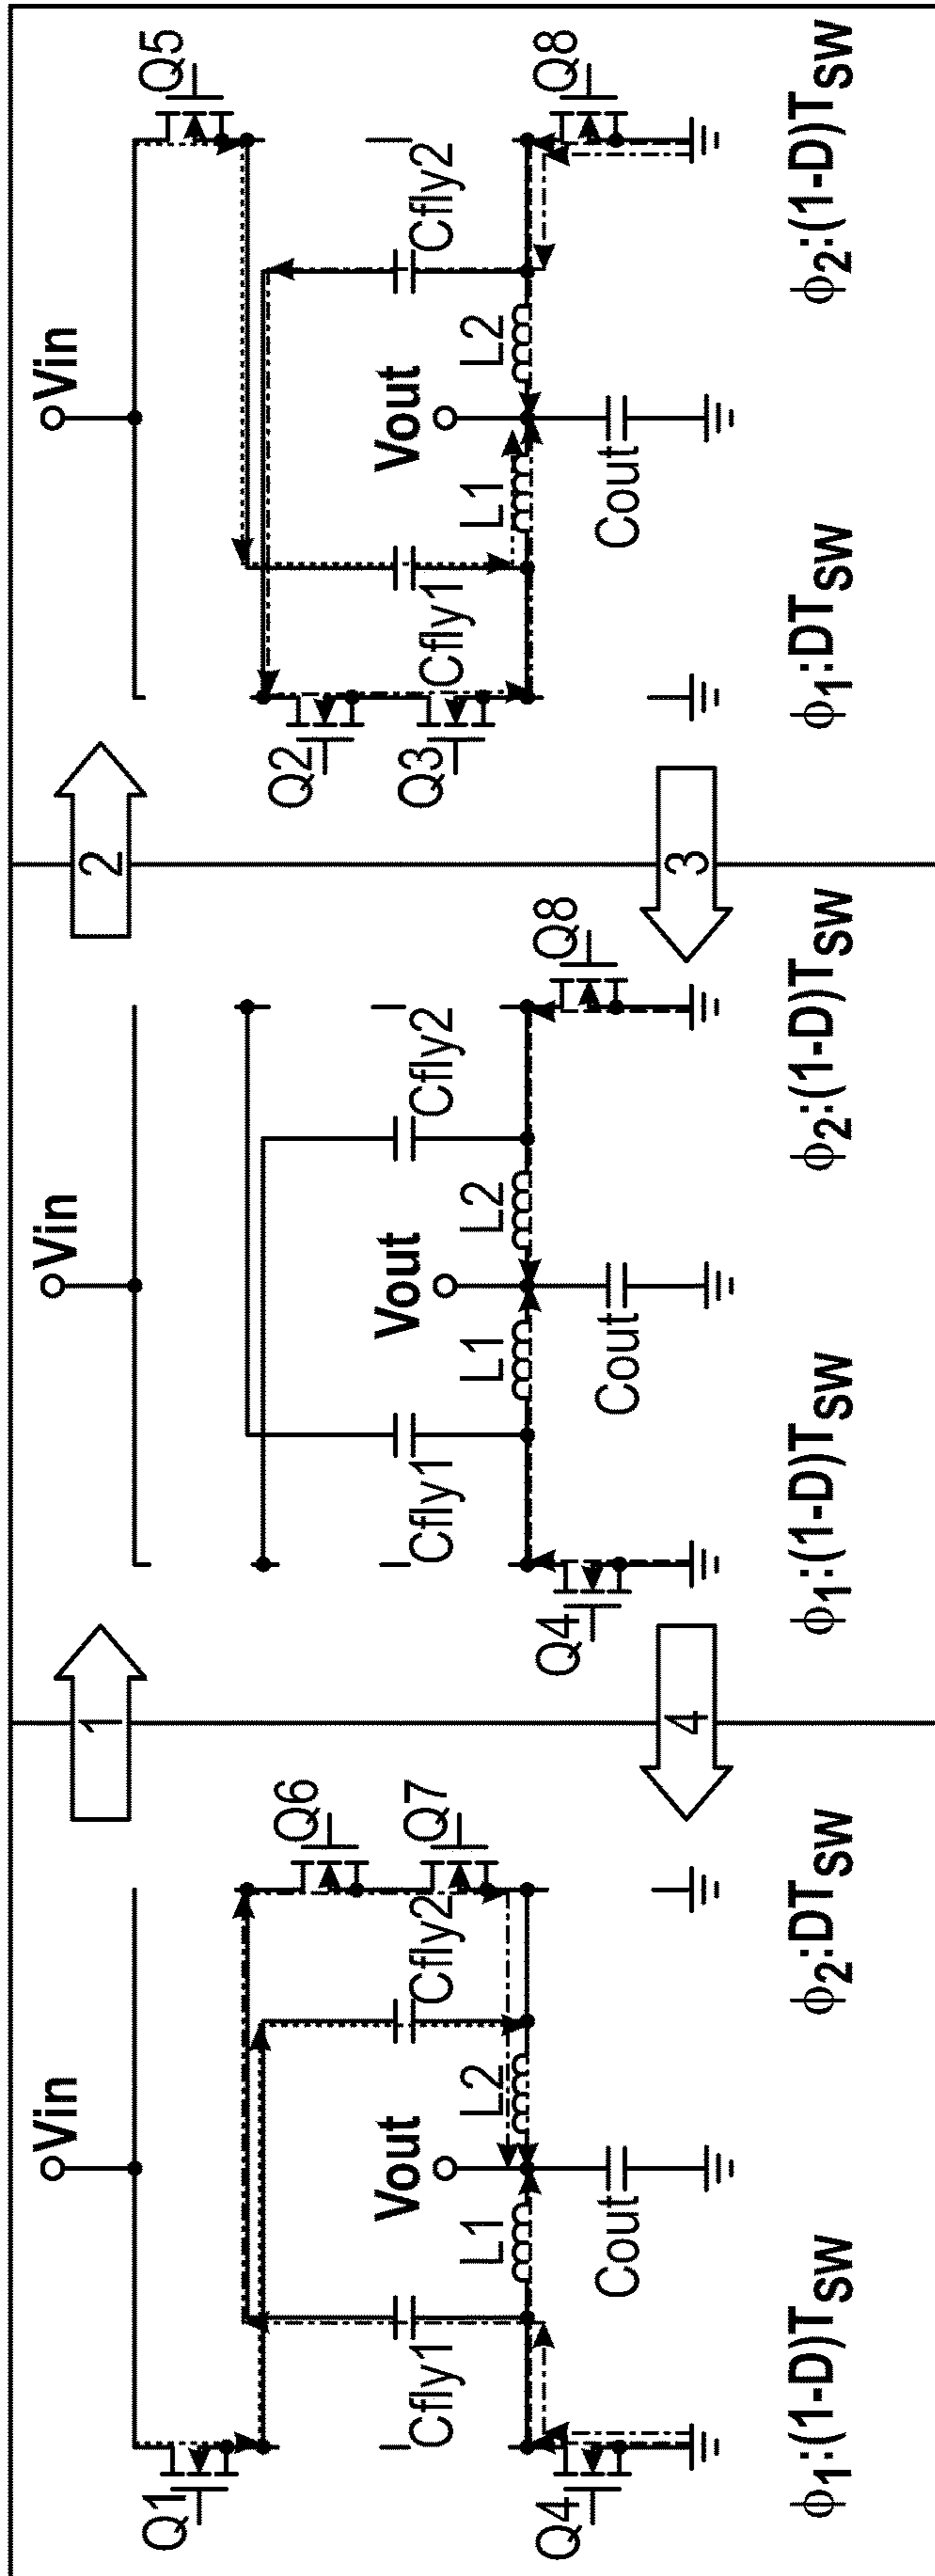 1
2
Vin
Q1
Q6
Q7
Cfly2
Vout
L2
L1
Cfly1
Cout
Q4
4
ϕ1:(1-D)TSW
ϕ2:DTSW
Vin
Cfly2
Vout
L2
L1
Cfly1
Cout
Q4
Q8
3
ϕ1:(1-D)TSW
ϕ2:(1-D)TSW
Vin
Q5
Q2
Q3
Cfly2
Vout
L2
L1
Cfly1
Cout
Q8
ϕ1:DTSW
ϕ2:(1-D)TSW